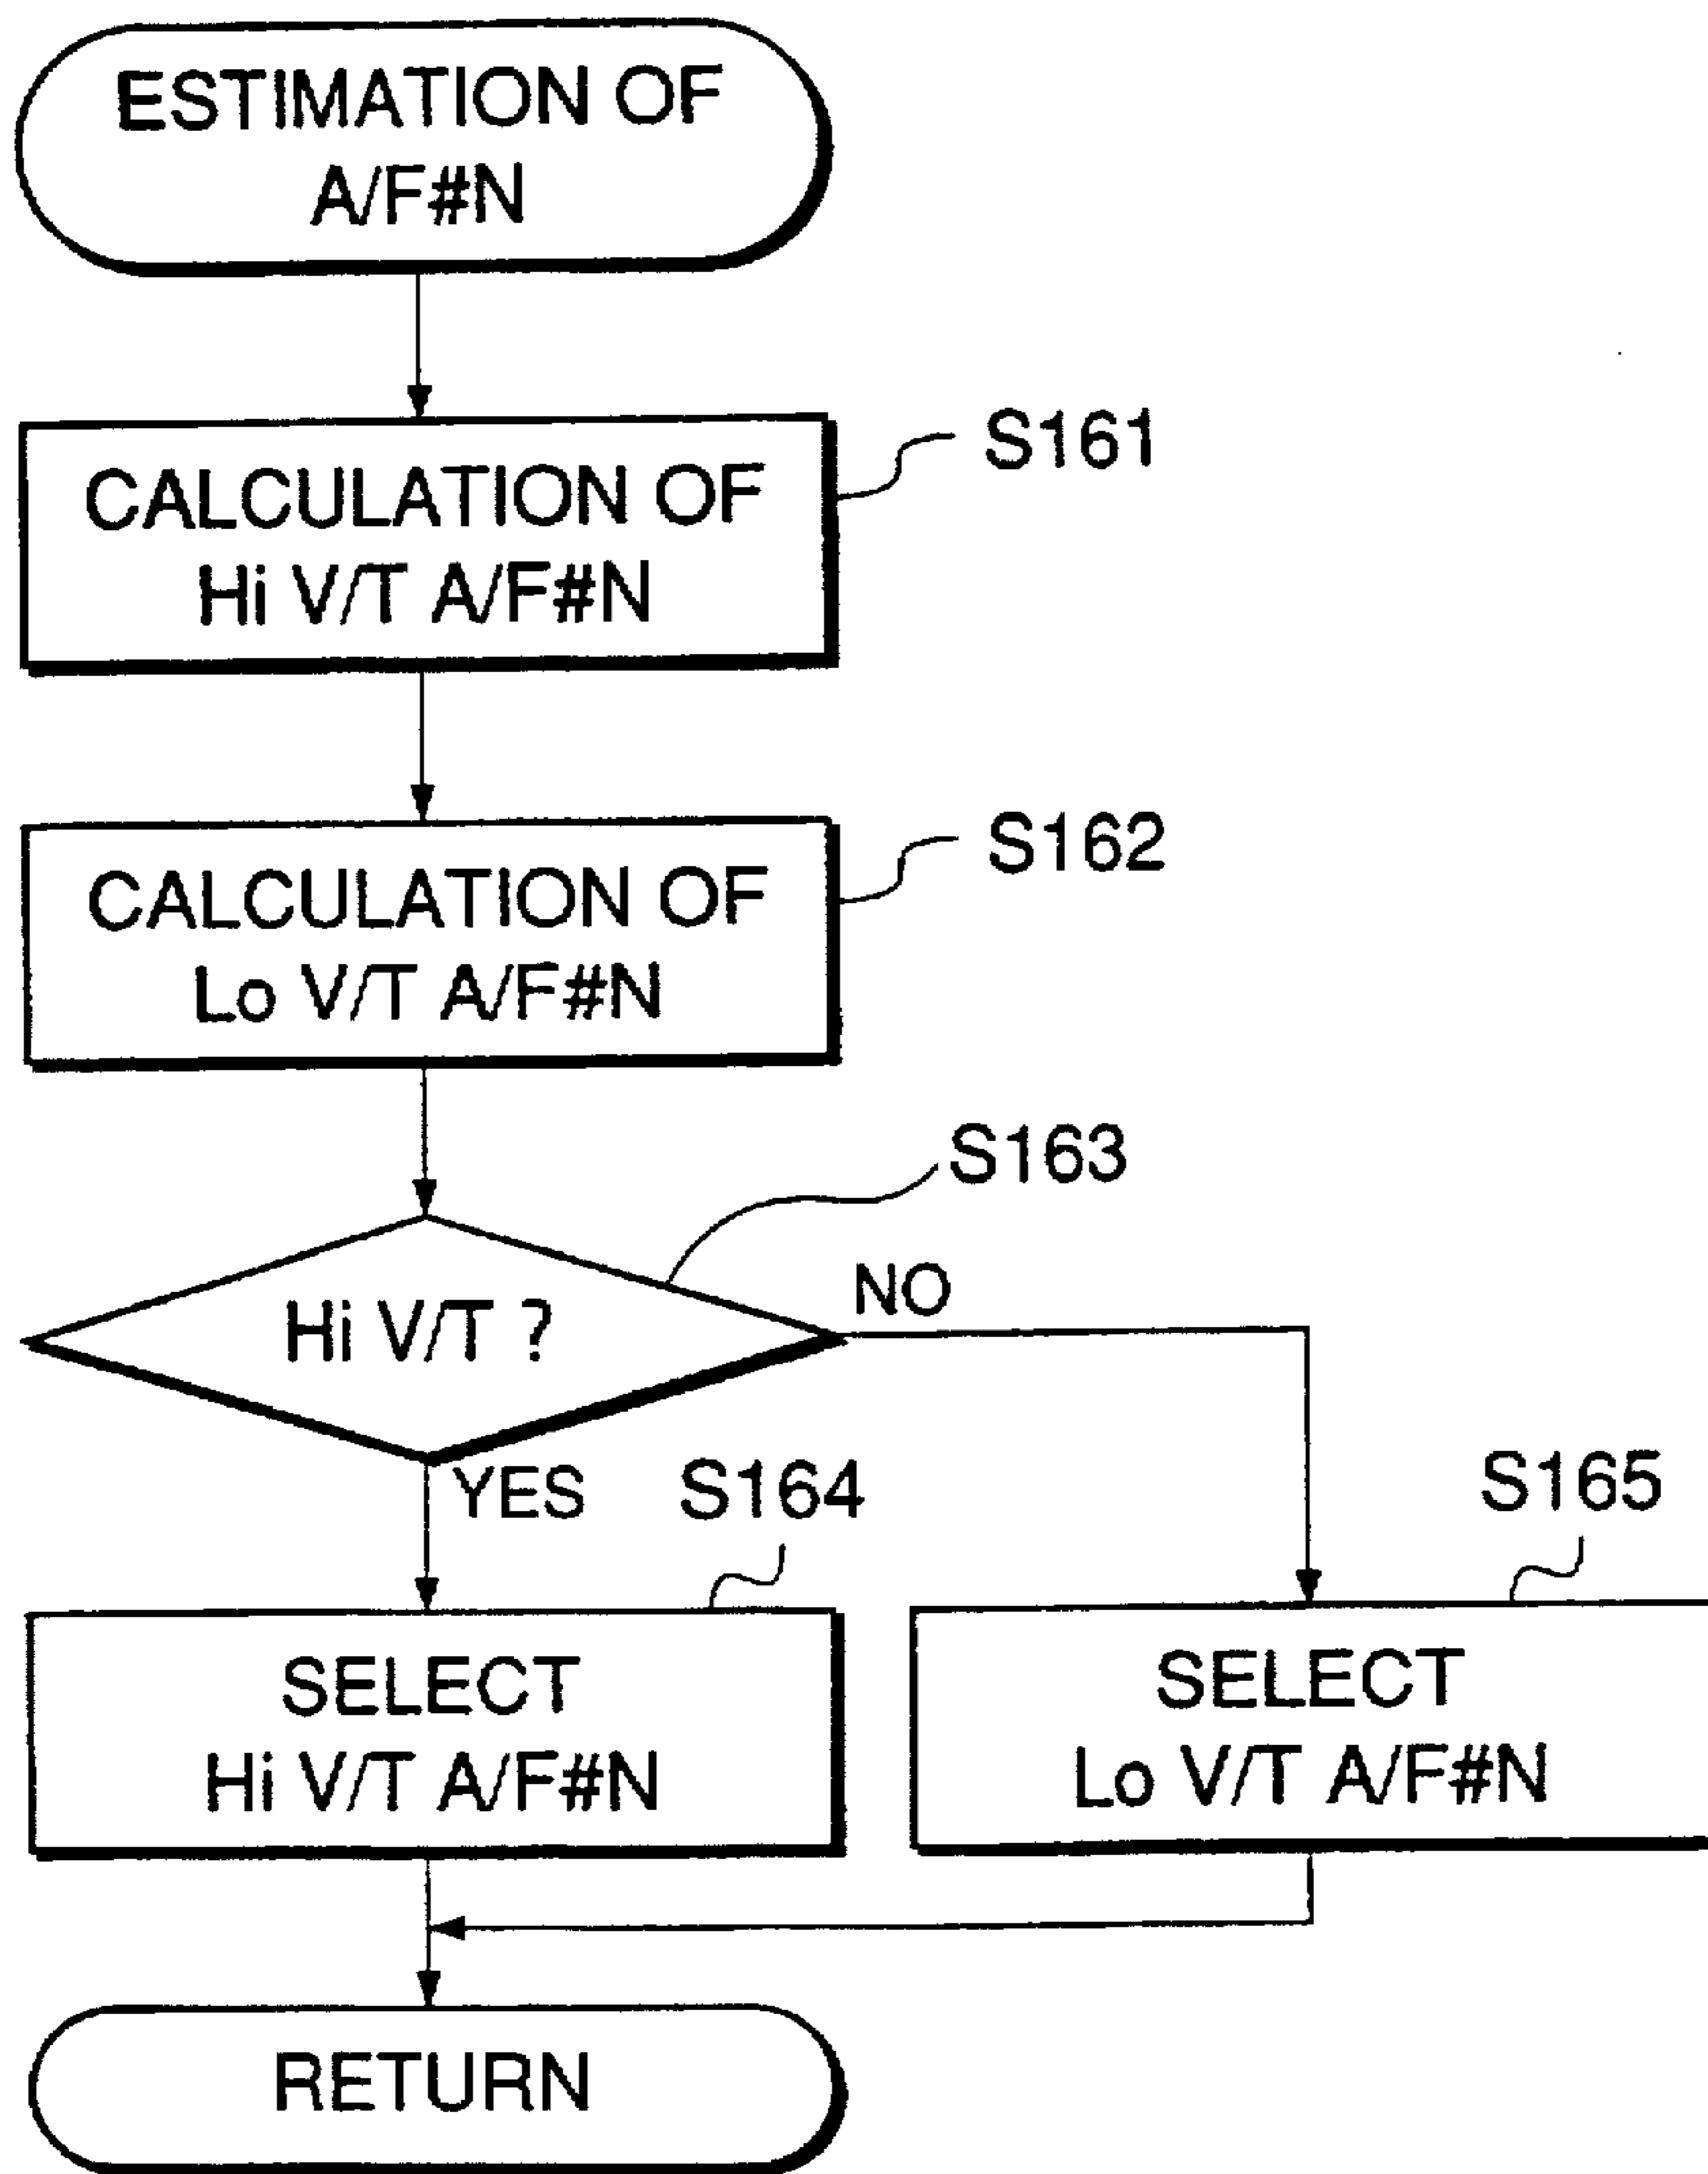 ESTIMATION OF
A/F#N
S161
CALCULATION OF
Hi V/T A/F#N
S162
CALCULATION OF
Lo V/T A/F#N
S163
Hi V/T ?
NO
YES
S164
S165
SELECT
Hi V/T A/F#N
SELECT
Lo V/T A/F#N
RETURN